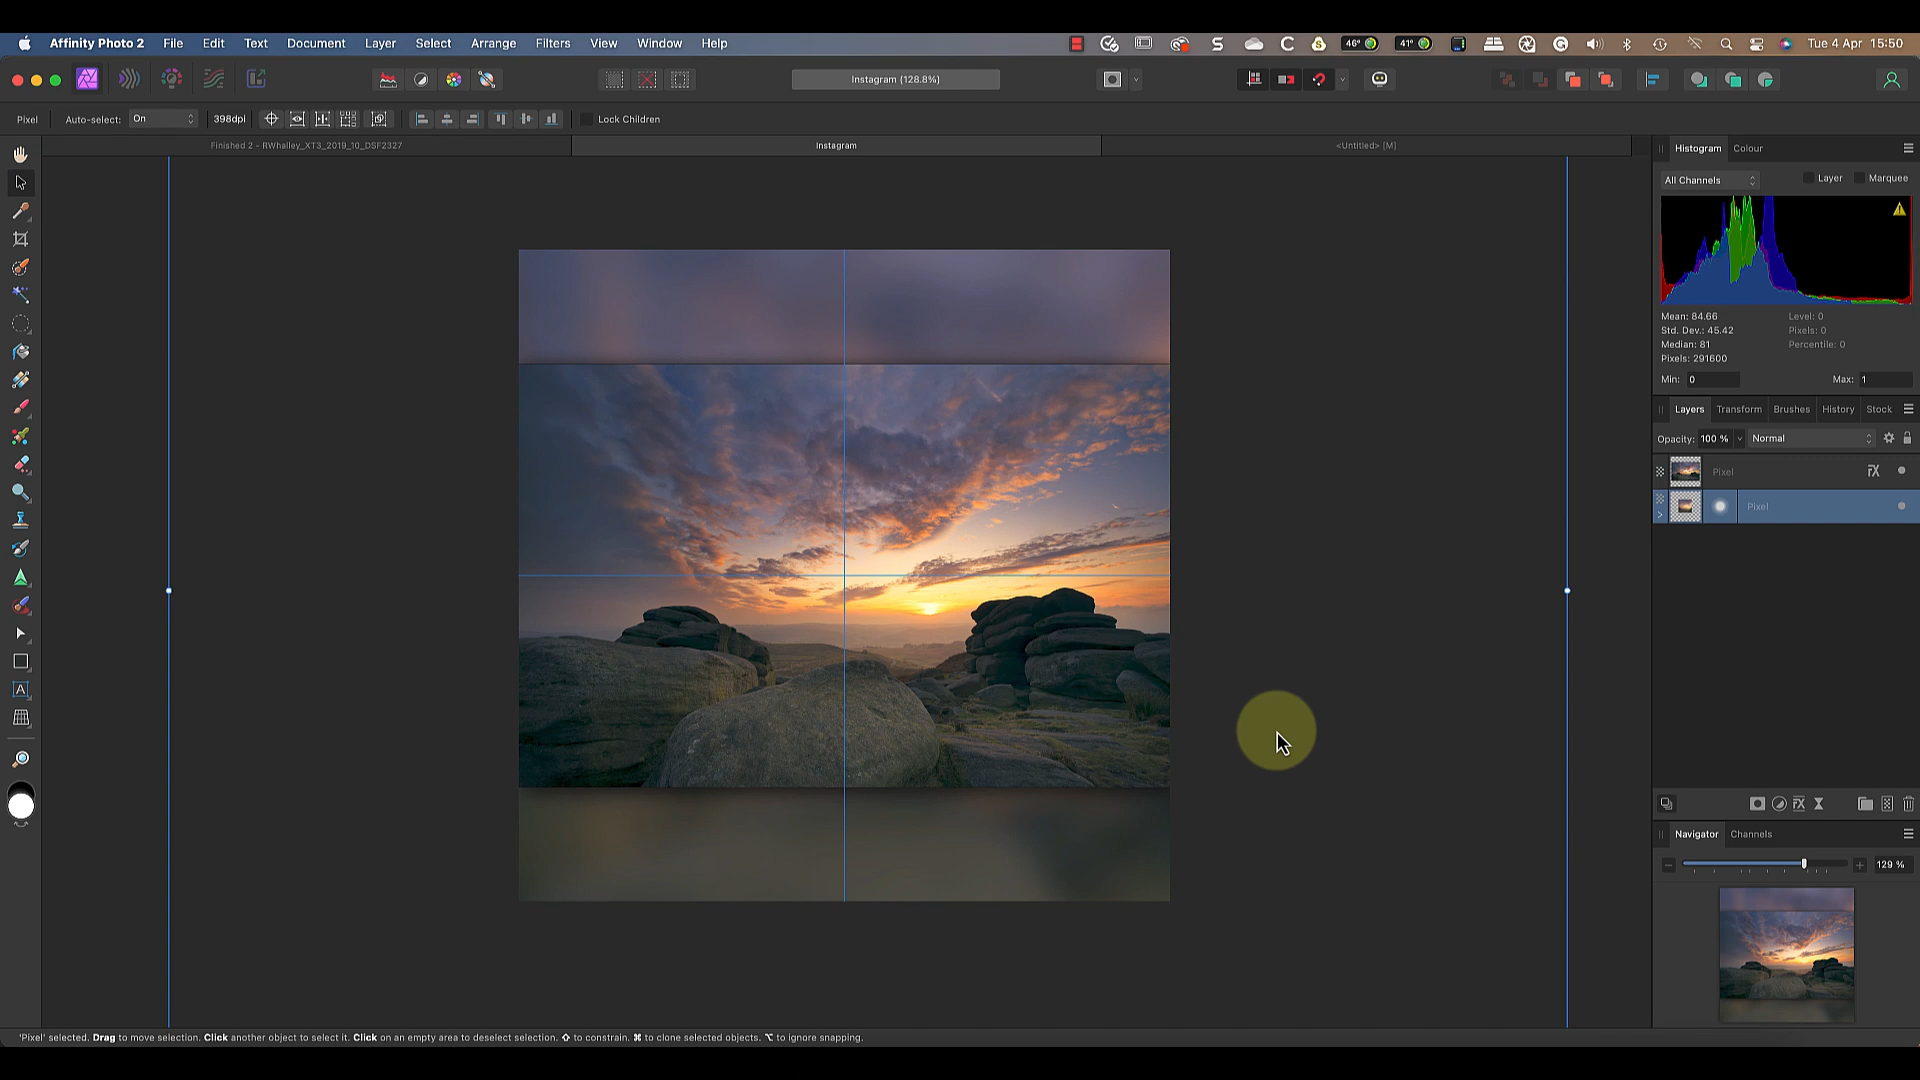 Affinity Photo 2 File Edit Text Document Layer Select Arrange Filters View Window Help 46° 41° Tue 4 Apr 15:50
Instagram (128.8%)
Pixel Auto-select: On 398dpi Lock Children
Finished 2 - RWhalley_XT3_2019_10_DSF2327 Instagram <Untitled> [M]
Histogram Colour
All Channels Layer Marquee
Mean: 84.66 Level: 0
Std. Dev.: 45.42 Pixels: 0
Median: 81 Percentile: 0
Pixels: 291600
Min: 0 Max: 1
Layers Transform Brushes History Stock
Opacity: 100 % Normal
Pixel
Pixel
Navigator Channels
129 %
'Pixel' selected. Drag to move selection. Click another object to select it. Click on an empty area to deselect selection. ⇧ to constrain. ⌘ to clone selected objects. ⌥ to ignore snapping.